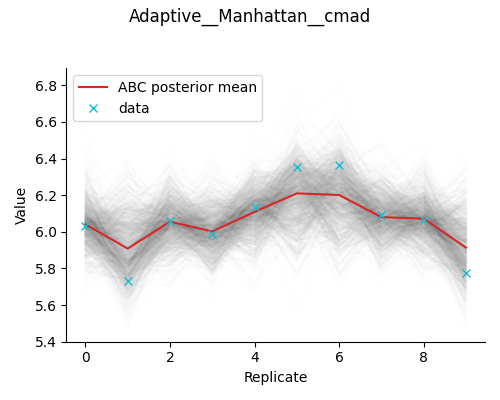 Adaptive__Manhattan__cmad
ABC posterior mean
data
Value
6.8
6.6
6.4
6.2
6.0
5.8
5.6
5.4
0 2 4 6 8
Replicate